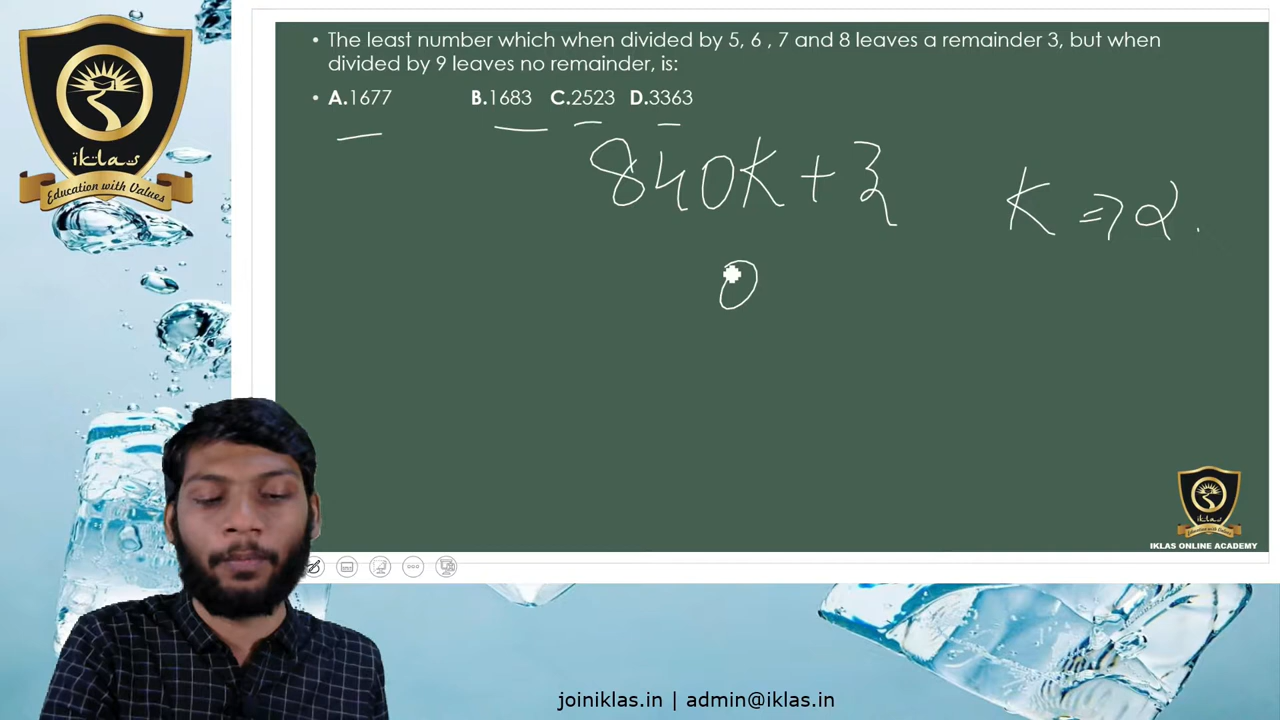 • The least number which when divided by 5, 6 , 7 and 8 leaves a remainder 3, but when
divided by 9 leaves no remainder, is:
• A.1677 B.1683 C.2523 D.3363
840K + 3
K => 2.
0
iklas
Education with Values
iklas
IKLAS ONLINE ACADEMY
joiniklas.in | admin@iklas.in